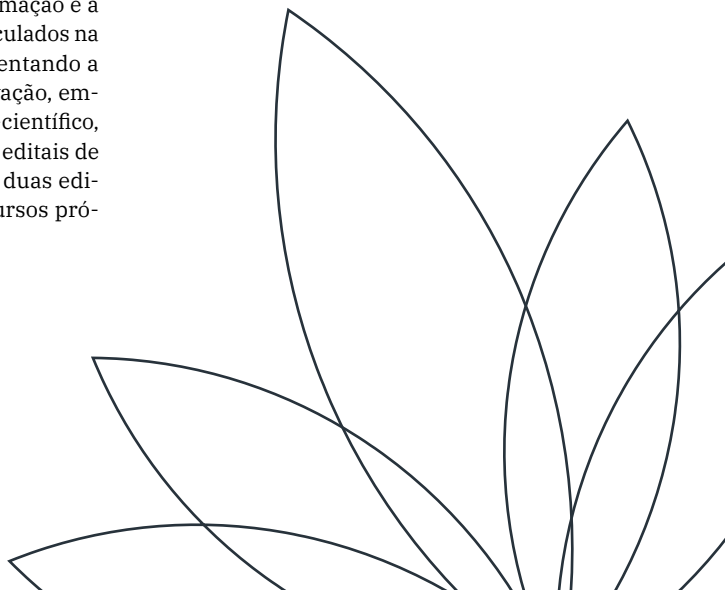 mação e a
culados na
entando a
ação, em-
científico,
editais de
duas edi-
ursos pró-